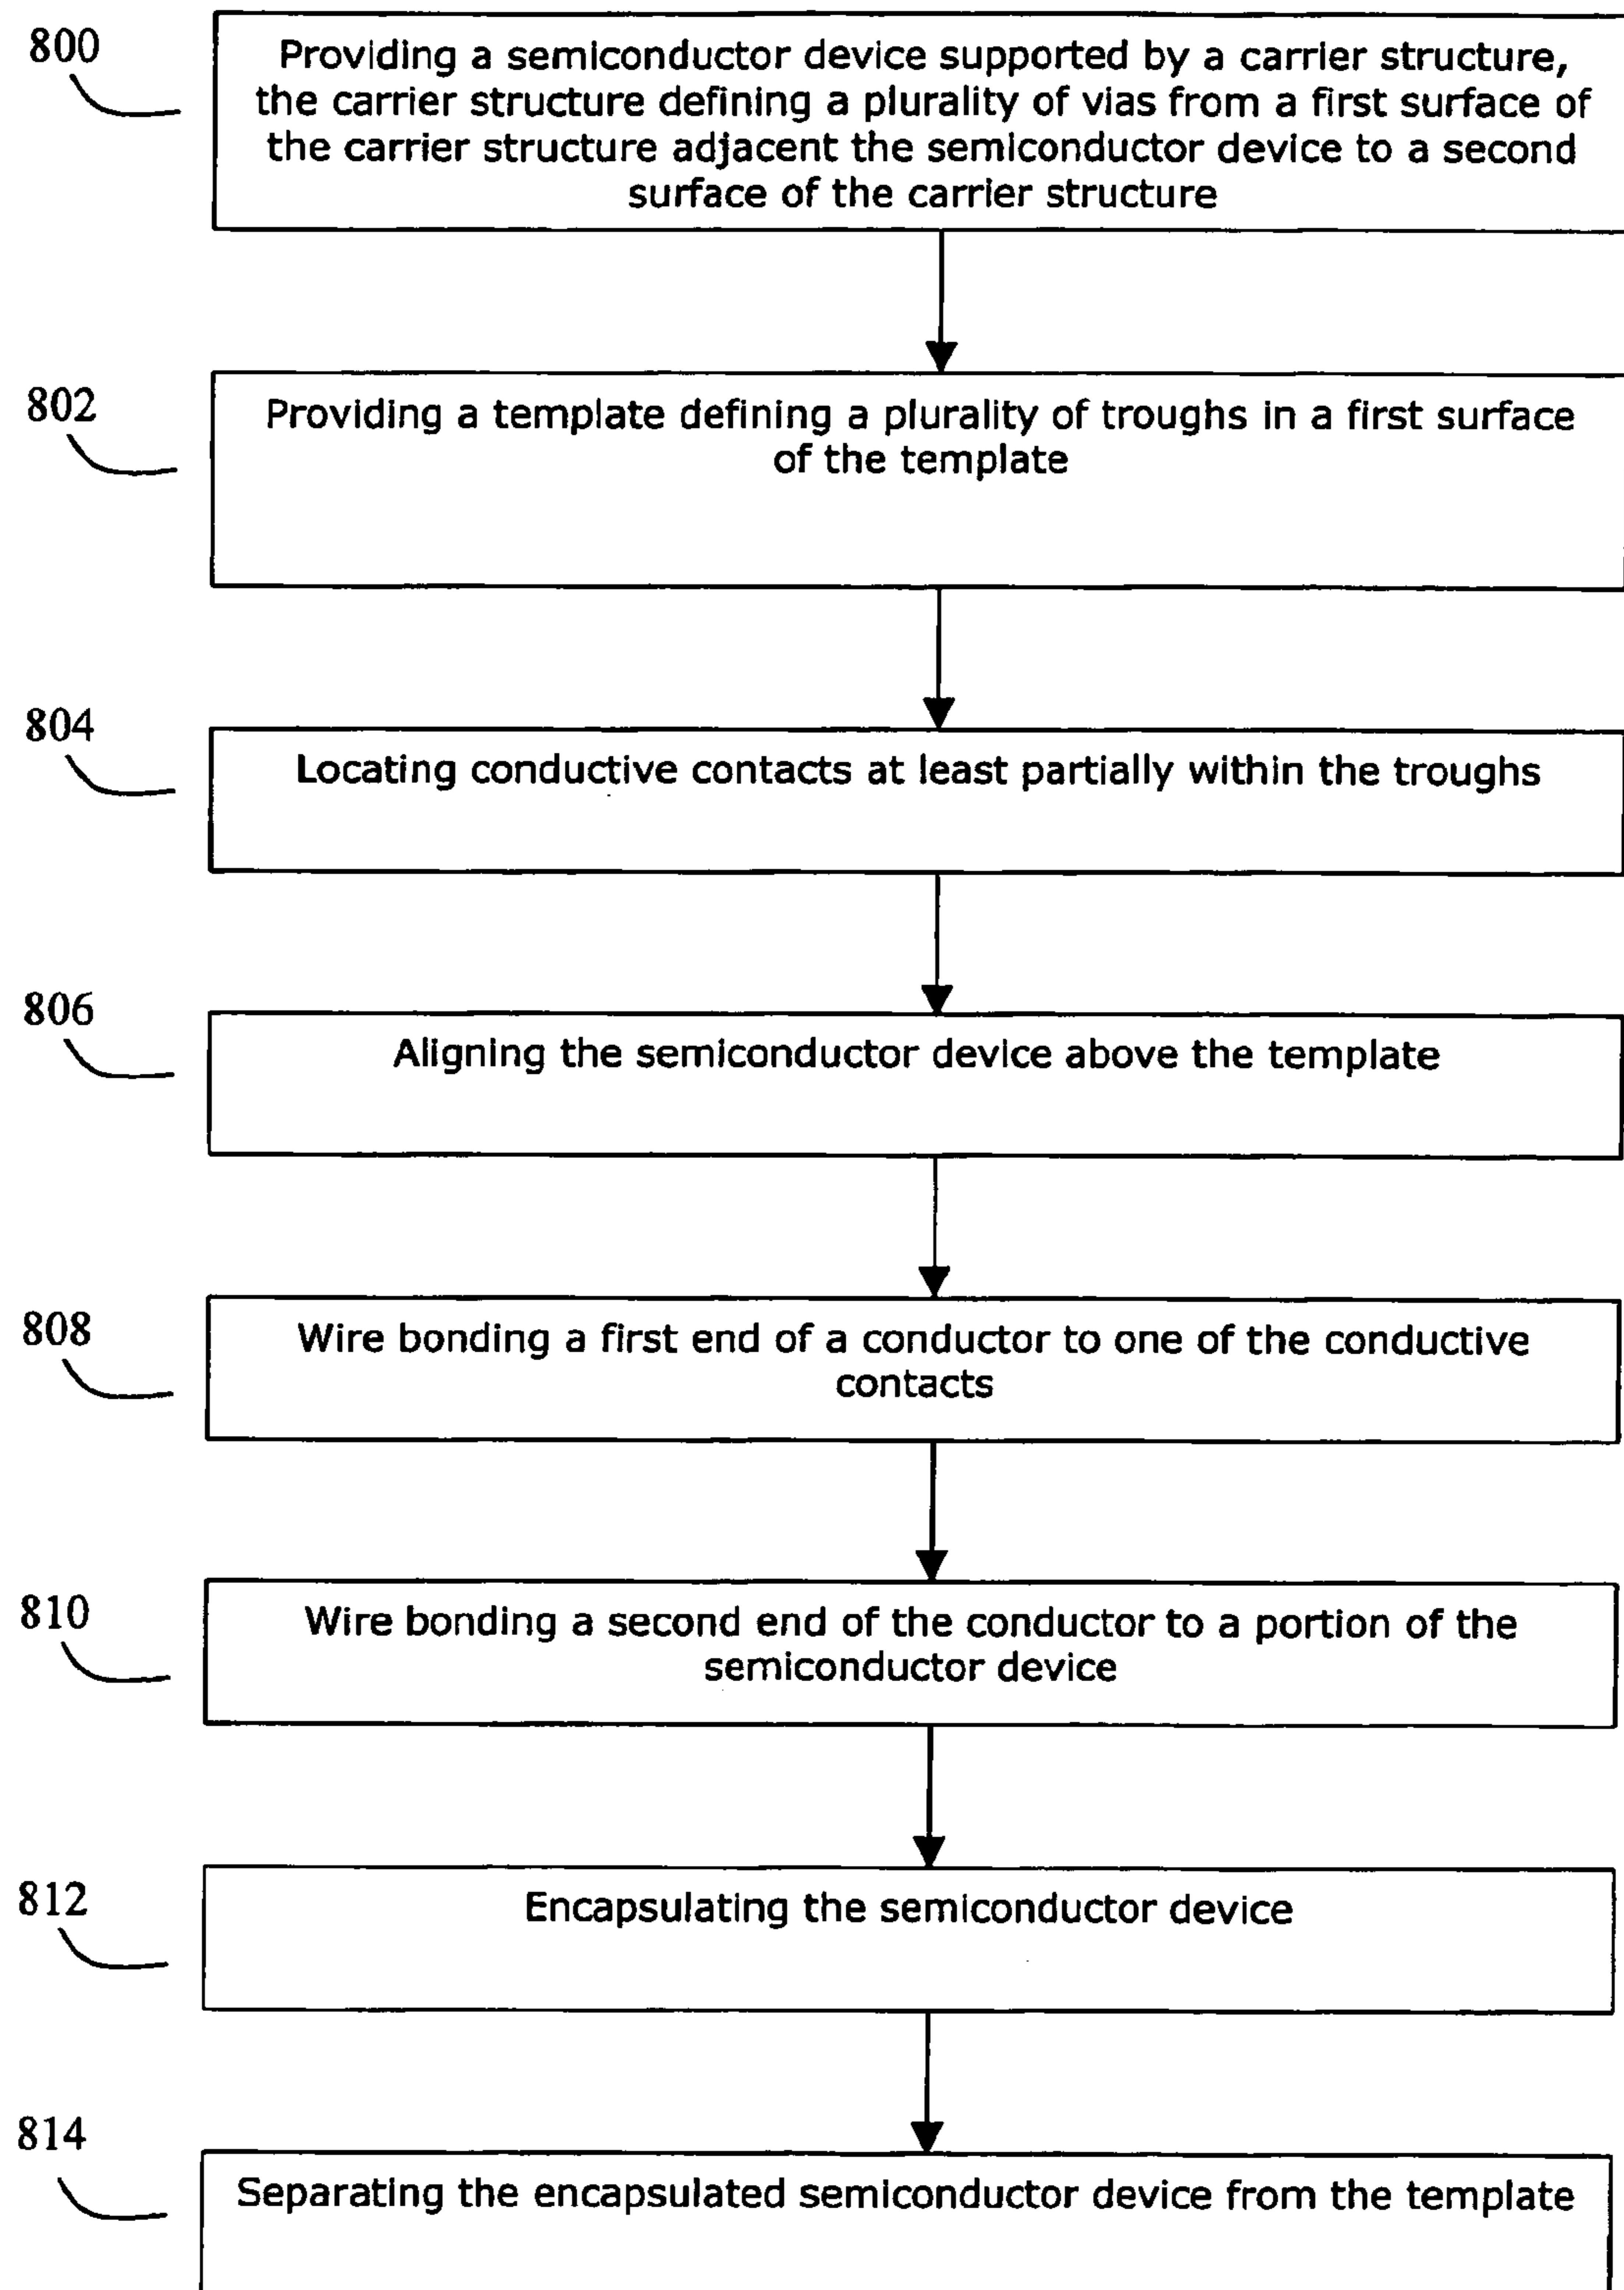 800
Providing a semiconductor device supported by a carrier structure,
the carrier structure defining a plurality of vias from a first surface of
the carrier structure adjacent the semiconductor device to a second
surface of the carrier structure
802
Providing a template defining a plurality of troughs in a first surface
of the template
804
Locating conductive contacts at least partially within the troughs
806
Aligning the semiconductor device above the template
808
Wire bonding a first end of a conductor to one of the conductive
contacts
810
Wire bonding a second end of the conductor to a portion of the
semiconductor device
812
Encapsulating the semiconductor device
814
Separating the encapsulated semiconductor device from the template